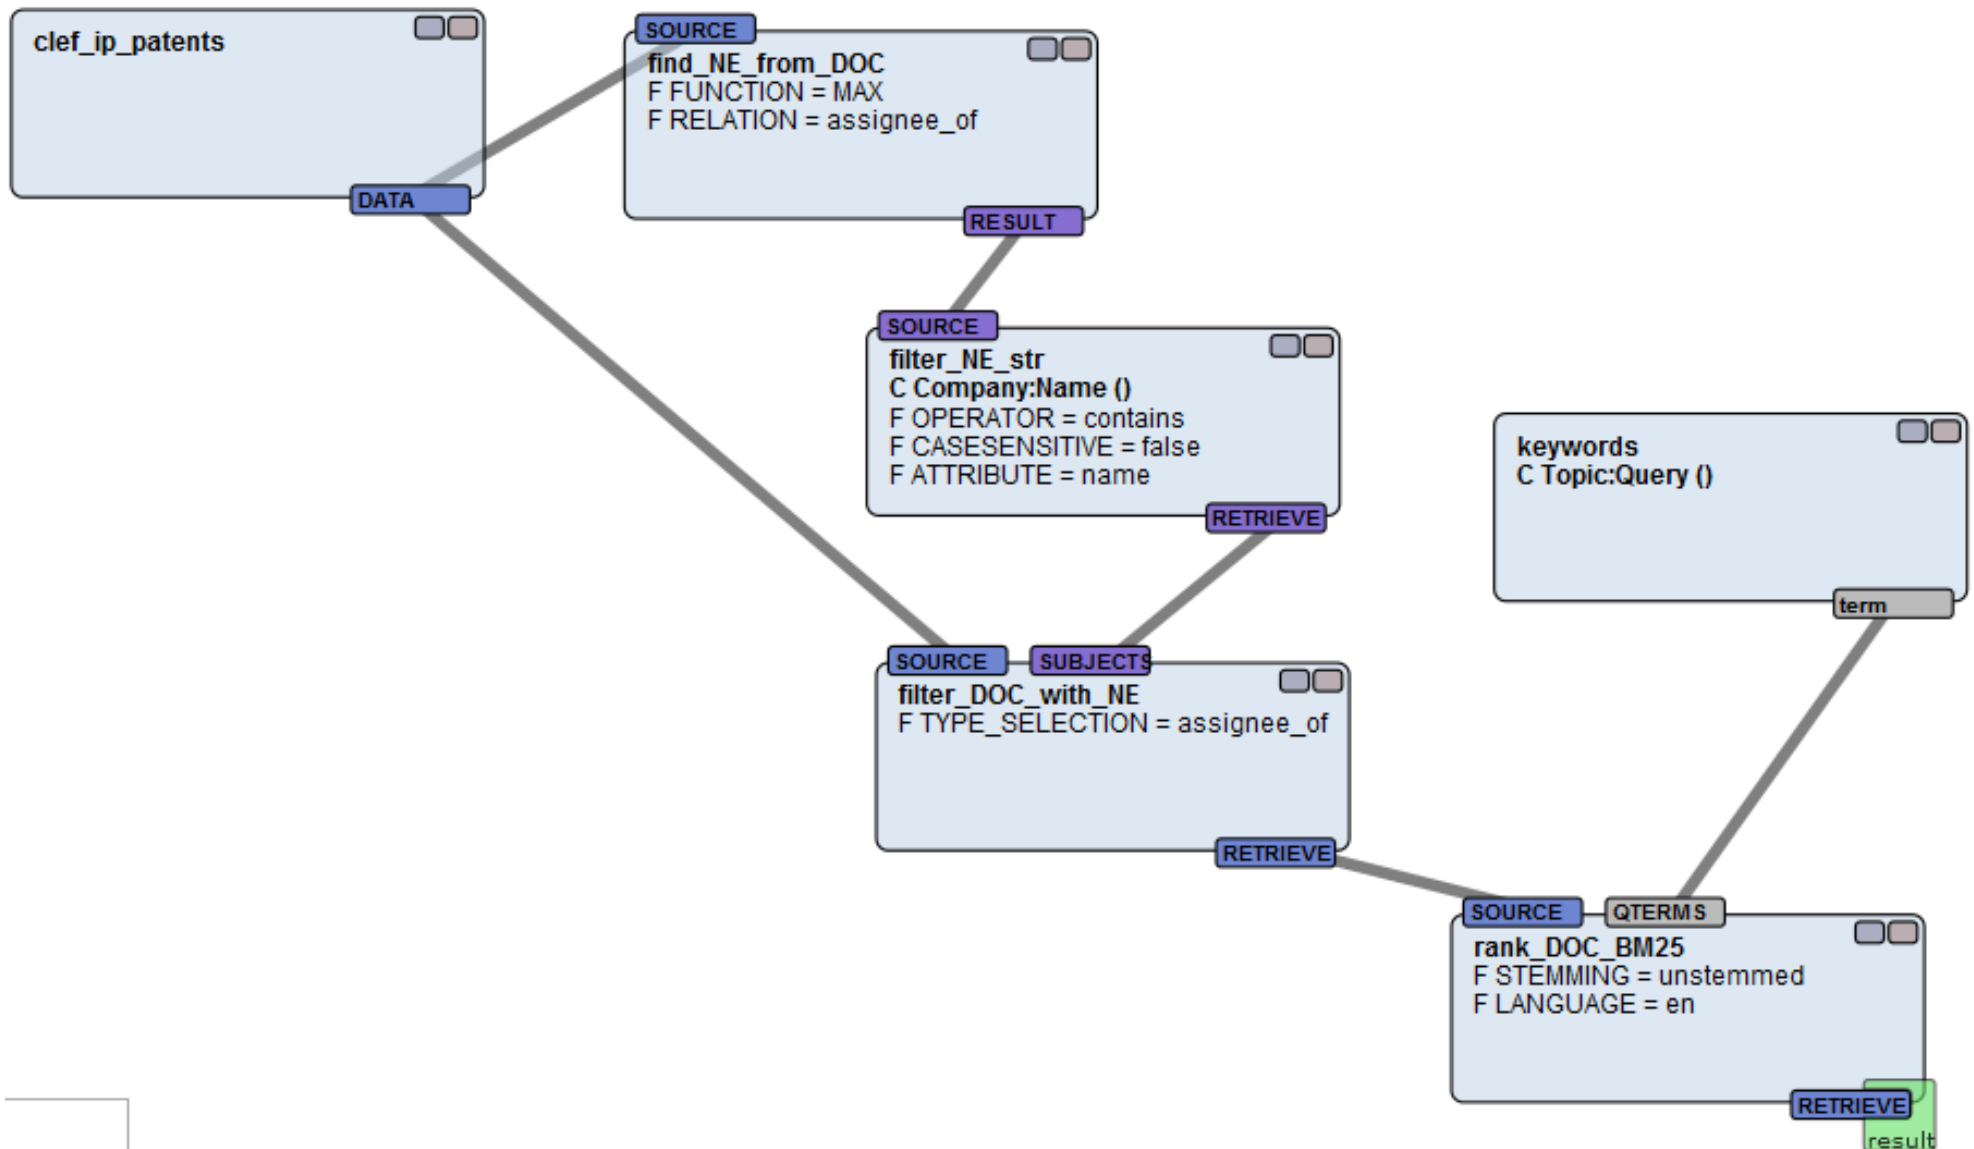 clef_ip_patents
DATA
SOURCE
find_NE_from_DOC
F FUNCTION = MAX
F RELATION = assignee_of
RESULT
SOURCE
filter_NE_str
C Company:Name ()
F OPERATOR = contains
F CASESENSITIVE = false
F ATTRIBUTE = name
RETRIEVE
keywords
C Topic:Query ()
term
SOURCE
SUBJECTS
filter_DOC_with_NE
F TYPE_SELECTION = assignee_of
RETRIEVE
SOURCE
QTERMS
rank_DOC_BM25
F STEMMING = unstemmed
F LANGUAGE = en
RETRIEVE
result